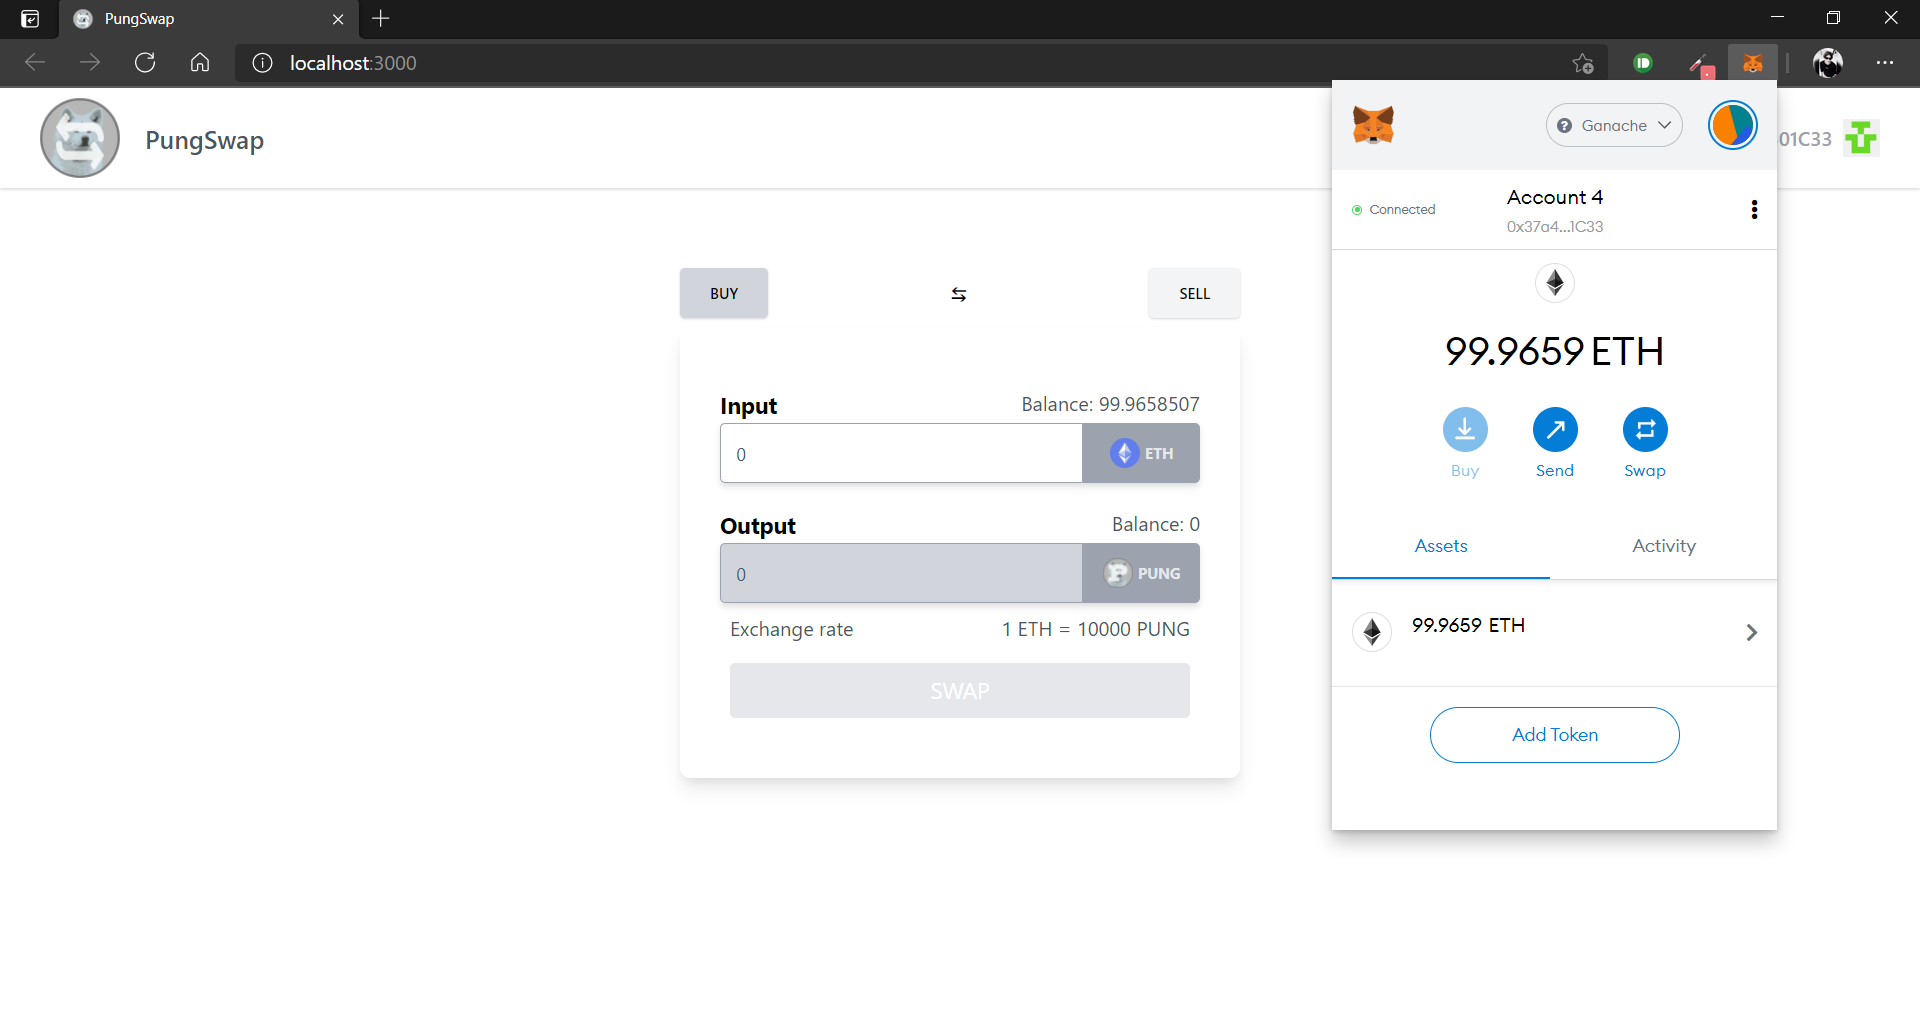 PungSwap
localhost:3000
PungSwap
01C33
BUY
SELL
Input
Balance: 99.9658507
0
ETH
Output
Balance: 0
0
PUNG
Exchange rate
1 ETH = 10000 PUNG
SWAP
Ganache
Connected
Account 4
0x37a4...1C33
99.9659 ETH
Buy
Send
Swap
Assets
Activity
99.9659 ETH
Add Token